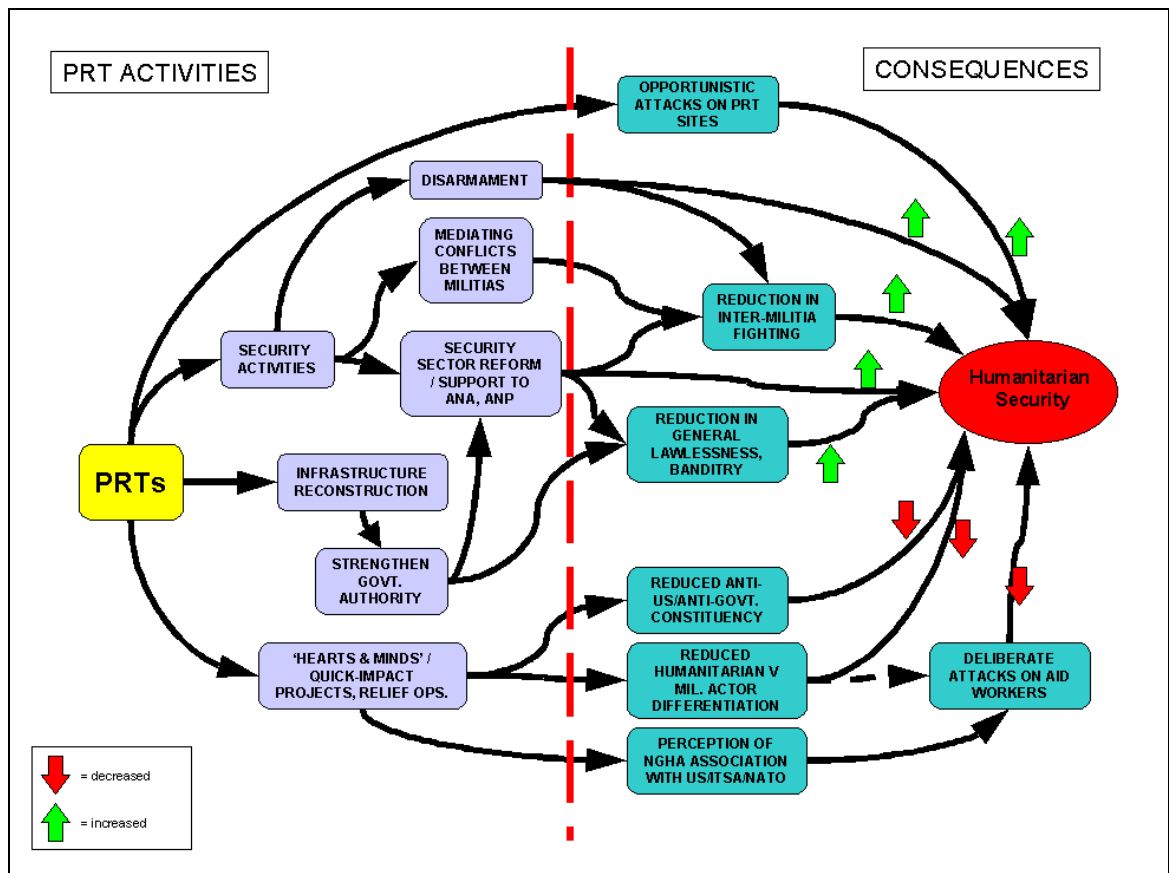 PRT ACTIVITIES
CONSEQUENCES
OPPORTUNISTIC
ATTACKS ON PRT
SITES
DISARMAMENT
MEDIATING
CONFLICTS
BETWEEN
MILITIAS
REDUCTION IN
INTER-MILITIA
FIGHTING
SECURITY
ACTIVITIES
SECURITY
SECTOR REFORM
/ SUPPORT TO
ANA, ANP
Humanitarian
Security
REDUCTION IN
GENERAL
LAWLESSNESS,
BANDITRY
PRTs
INFRASTRUCTURE
RECONSTRUCTION
STRENGTHEN
GOVT.
AUTHORITY
REDUCED ANTI-
US/ANTI-GOVT.
CONSTITUENCY
'HEARTS & MINDS' /
QUICK-IMPACT
PROJECTS, RELIEF OPS.
REDUCED
HUMANITARIAN V
MIL. ACTOR
DIFFERENTIATION
DELIBERATE
ATTACKS ON AID
WORKERS
PERCEPTION OF
NGHA ASSOCIATION
WITH US/ITSA/NATO
= decreased
= increased